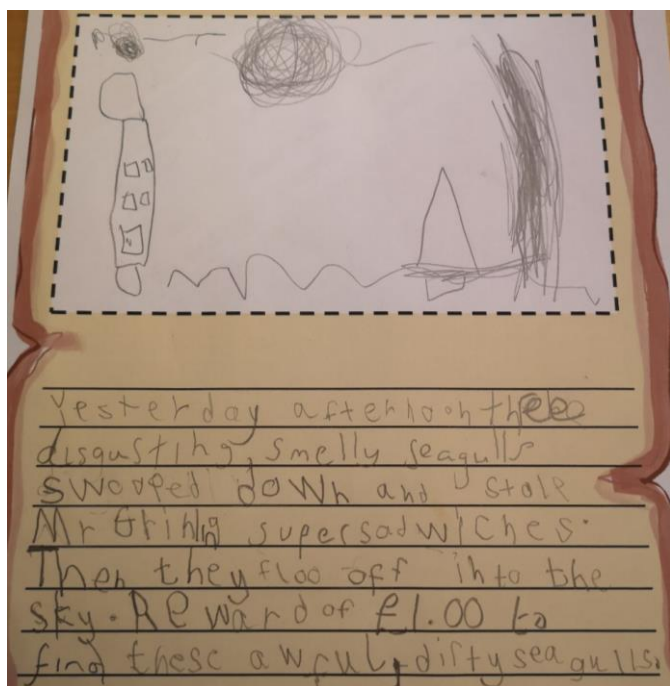 Yesterday afternoon three
disgusting, smelly seagulls
swooped down and stole
Mr Grinlin supersadwiches.
Then they floo off into the
sky. Reward of £1.00 to
find these awful, dirty seagulls.